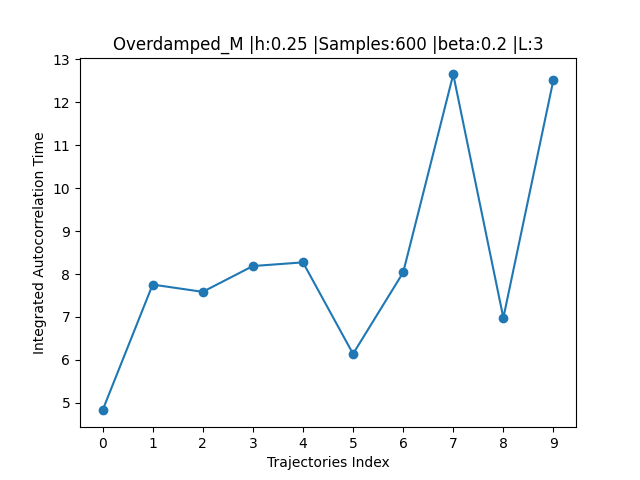 Overdamped_M |h:0.25 |Samples:600 |beta:0.2 |L:3
13
12
11
10
9
8
7
6
5
Integrated Autocorrelation Time
0 1 2 3 4 5 6 7 8 9
Trajectories Index